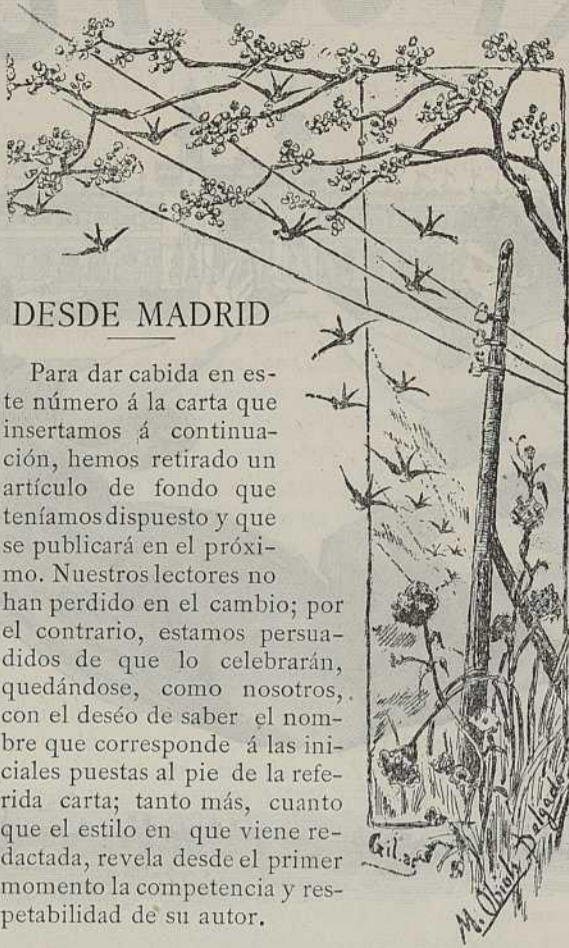 DESDE MADRID
Para dar cabida en es-
te número á la carta que
insertamos á continua-
ción, hemos retirado un
artículo de fondo que
teníamos dispuesto y que
se publicará en el próxi-
mo. Nuestros lectores no
han perdido en el cambio; por
el contrario, estamos persua-
didos de que lo celebrarán,
quedándose, como nosotros,
con el deséo de saber el nom-
bre que corresponde á las ini-
ciales puestas al pie de la refe-
rida carta; tanto más, cuanto
que el estilo en que viene re-
dactada, revela desde el primer
momento la competencia y res-
petabilidad de su autor.
M. Obiols Delgado